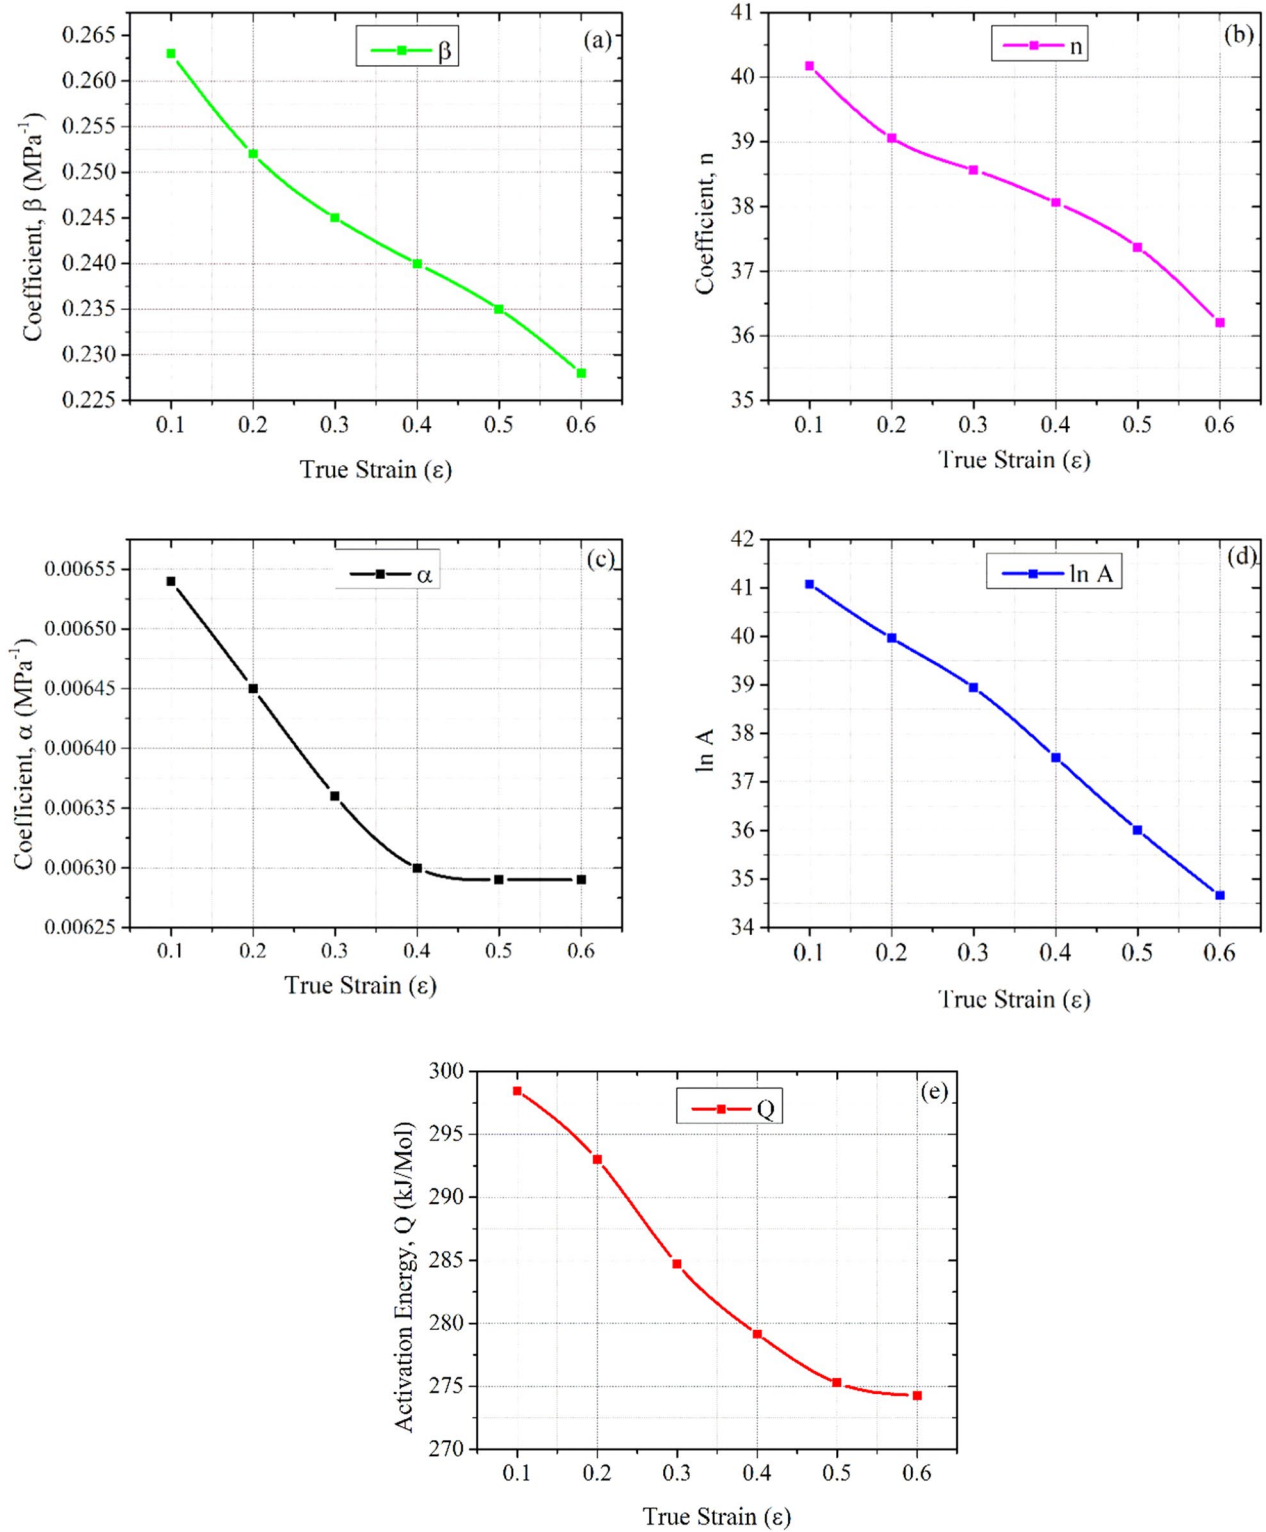 (a)
β
Coefficient, β (MPa⁻¹)
0.265
0.260
0.255
0.250
0.245
0.240
0.235
0.230
0.225
0.1 0.2 0.3 0.4 0.5 0.6
True Strain (ε)
(b)
n
Coefficient, n
41
40
39
38
37
36
35
0.1 0.2 0.3 0.4 0.5 0.6
True Strain (ε)
(c)
α
Coefficient, α (MPa⁻¹)
0.00655
0.00650
0.00645
0.00640
0.00635
0.00630
0.00625
0.1 0.2 0.3 0.4 0.5 0.6
True Strain (ε)
(d)
ln A
ln A
42
41
40
39
38
37
36
35
34
0.1 0.2 0.3 0.4 0.5 0.6
True Strain (ε)
(e)
Q
Activation Energy, Q (kJ/Mol)
300
295
290
285
280
275
270
0.1 0.2 0.3 0.4 0.5 0.6
True Strain (ε)